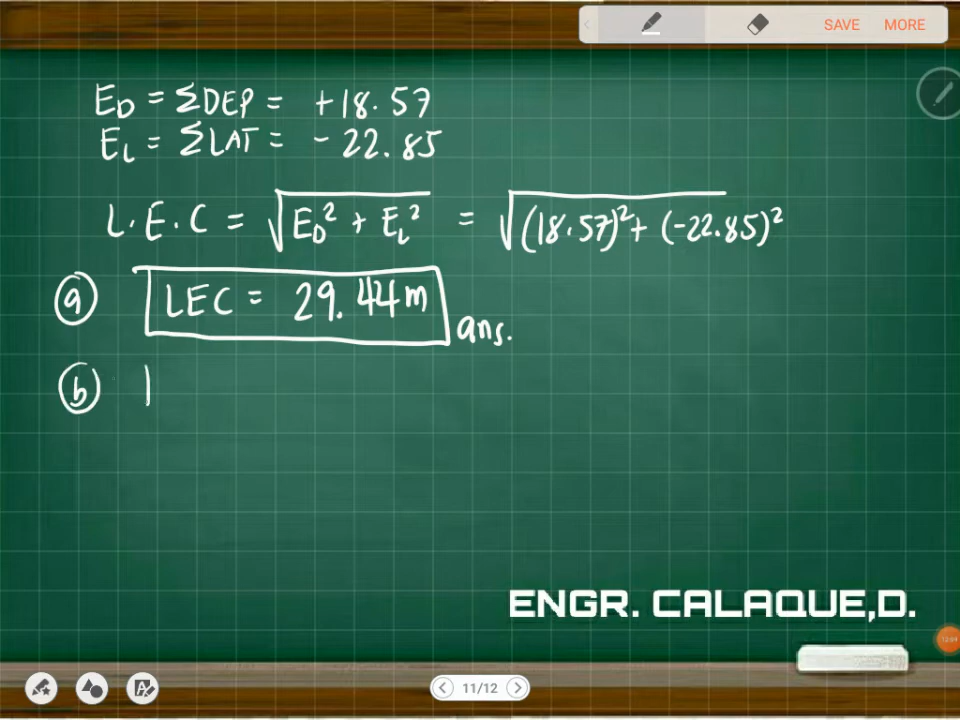 SAVE MORE
E_D = ΣDEP = +18.57
E_L = ΣLAT = -22.85
L.E.C = √(E_D² + E_L²) = √((18.57)² + (-22.85)²)
ⓐ LEC = 29.44m ans.
ⓑ
ENGR. CALAQUE,D.
11/12